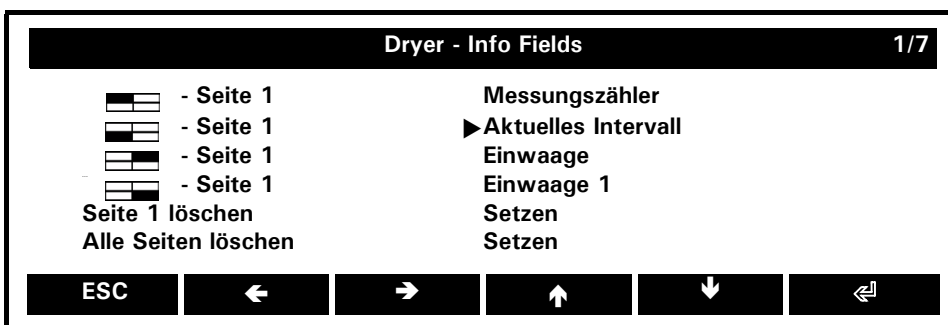 Dryer - Info Fields 1/7
- Seite 1 Messungszähler
- Seite 1 ▶Aktuelles Intervall
- Seite 1 Einwaage
- Seite 1 Einwaage 1
Seite 1 löschen Setzen
Alle Seiten löschen Setzen
ESC ← → ↑ ↓ ⏎